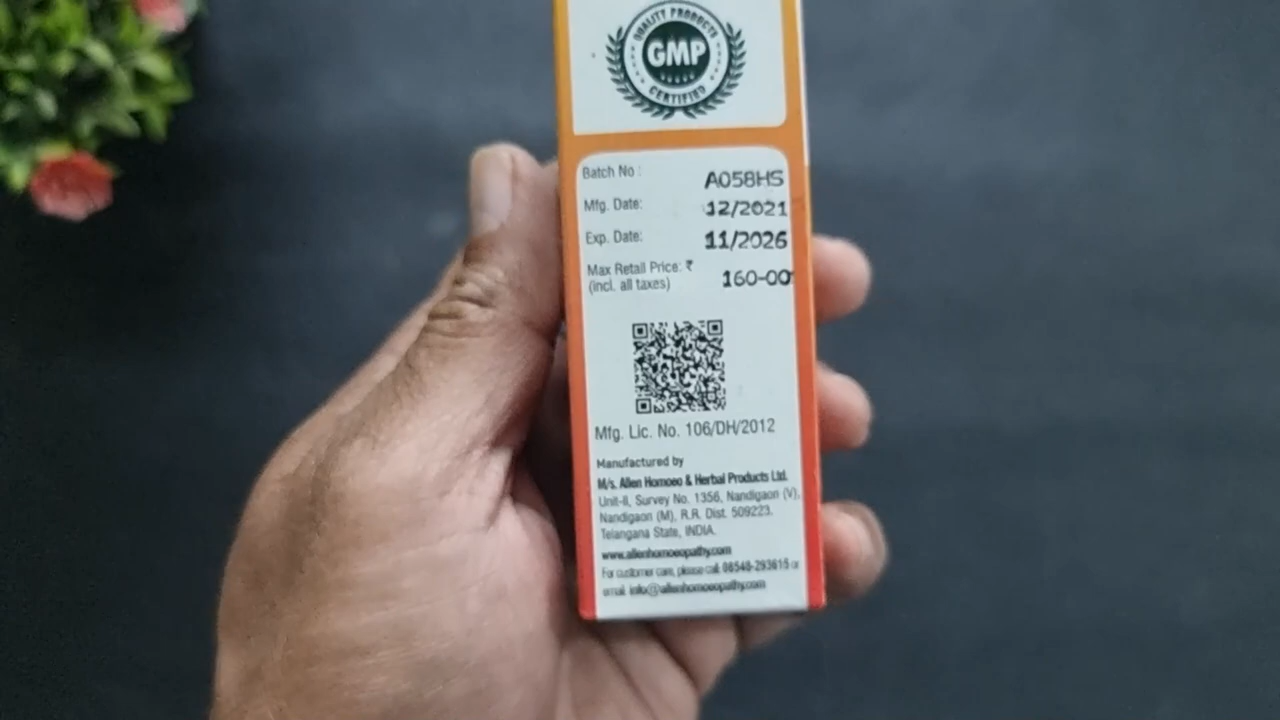 QUALITY PRODUCTS
GMP
CERTIFIED
Batch No : A058HS
Mfg. Date: 12/2021
Exp. Date: 11/2026
Max Retail Price: ₹ 160-00
(incl. all taxes)
Mfg. Lic. No. 106/DH/2012
Manufactured by
M/s. Allen Homoeo & Herbal Products Ltd.
Unit-II, Survey No. 1356, Nandigaon (V),
Nandigaon (M), R.R. Dist. 509223.
Telangana State, INDIA.
www.allenhomoeopathy.com
For customer care, please call: 08548-293615 or
email info@allenhomoeopathy.com